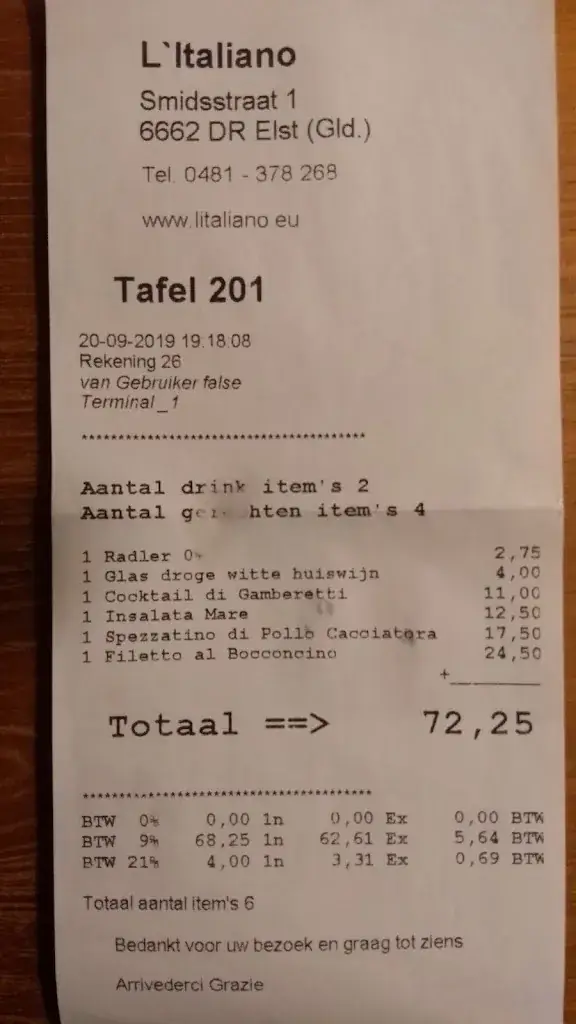 L`Italiano
Smidsstraat 1
6662 DR Elst (Gld.)
Tel. 0481 - 378 268
www.litaliano.eu
Tafel 201
20-09-2019 19:18:08
Rekening 26
van Gebruiker false
Terminal_1
****************************************
Aantal drink item's 2
Aantal item's 4
1 Radler 0% 2,75
1 Glas droge witte huiswijn 4,00
1 Cocktail di Gamberetti 11,00
1 Insalata Mare 12,50
1 Spezzatino di Pollo Cacciatora 17,50
1 Filetto al Bocconcino 24,50
+________
Totaal ==> 72,25
****************************************
BTW 0% 0,00 In 0,00 Ex 0,00 BTW
BTW 9% 68,25 In 62,61 Ex 5,64 BTW
BTW 21% 4,00 In 3,31 Ex 0,69 BTW
Totaal aantal item's 6
Bedankt voor uw bezoek en graag tot ziens
Arrivederci Grazie